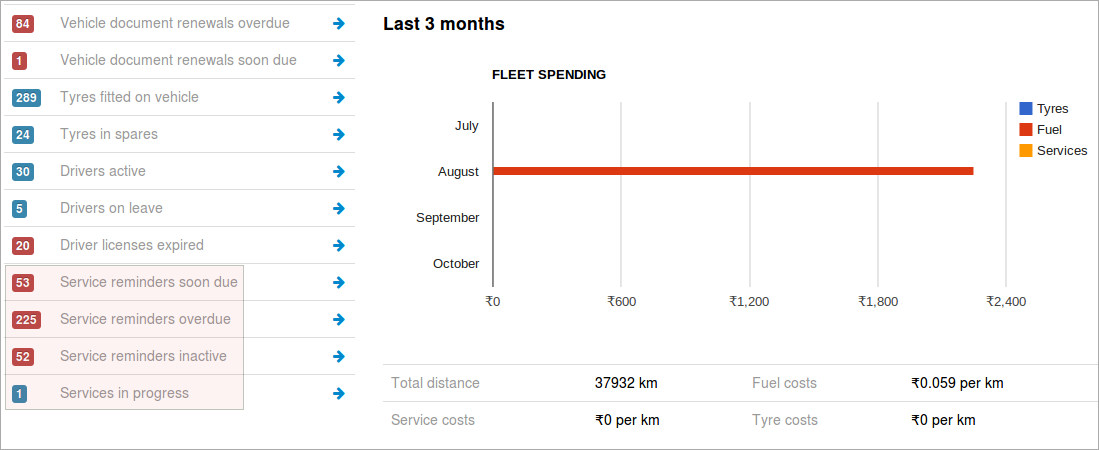 84 Vehicle document renewals overdue
1 Vehicle document renewals soon due
289 Tyres fitted on vehicle
24 Tyres in spares
30 Drivers active
5 Drivers on leave
20 Driver licenses expired
53 Service reminders soon due
225 Service reminders overdue
52 Service reminders inactive
1 Services in progress
Last 3 months
FLEET SPENDING
Tyres
Fuel
Services
July
August
September
October
₹0 ₹600 ₹1,200 ₹1,800 ₹2,400
Total distance 37932 km Fuel costs ₹0.059 per km
Service costs ₹0 per km Tyre costs ₹0 per km